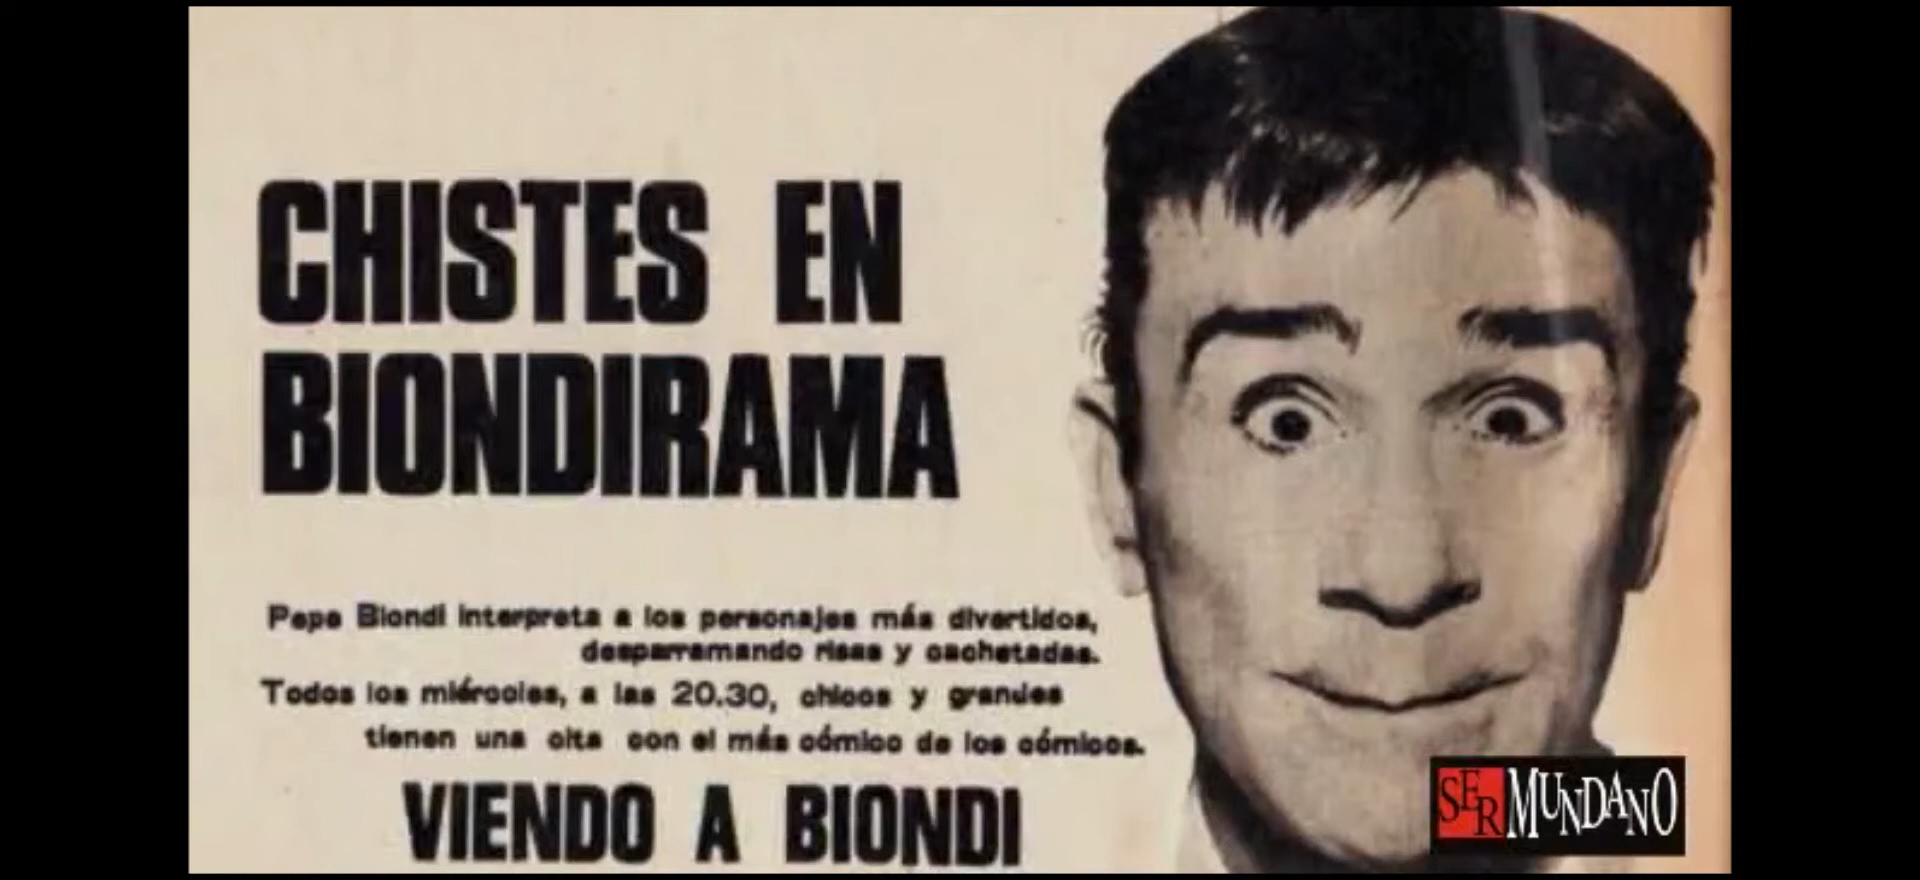 CHISTES EN
BIONDIRAMA
Pepe Biondi interpreta a los personajes más divertidos,
desparramando risas y cachetadas.
Todos los miércoles, a las 20.30, chicos y grandes
tienen una cita con el más cómico de los cómicos.
VIENDO A BIONDI
SER MUNDANO